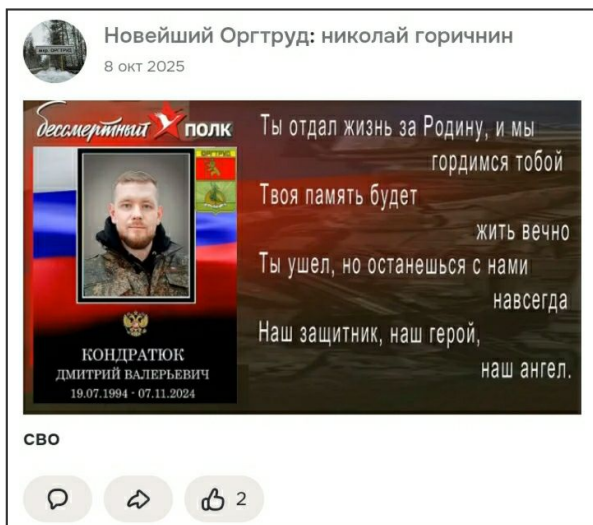 Новейший Оргтруд: николай горичнин
8 окт 2025
бессмертный полк
ОРГТРУД
КОНДРАТЮК
ДМИТРИЙ ВАЛЕРЬЕВИЧ
19.07.1994 - 07.11.2024
Ты отдал жизнь за Родину, и мы
гордимся тобой
Твоя память будет
жить вечно
Ты ушел, но останешься с нами
навсегда
Наш защитник, наш герой,
наш ангел.
СВО
2